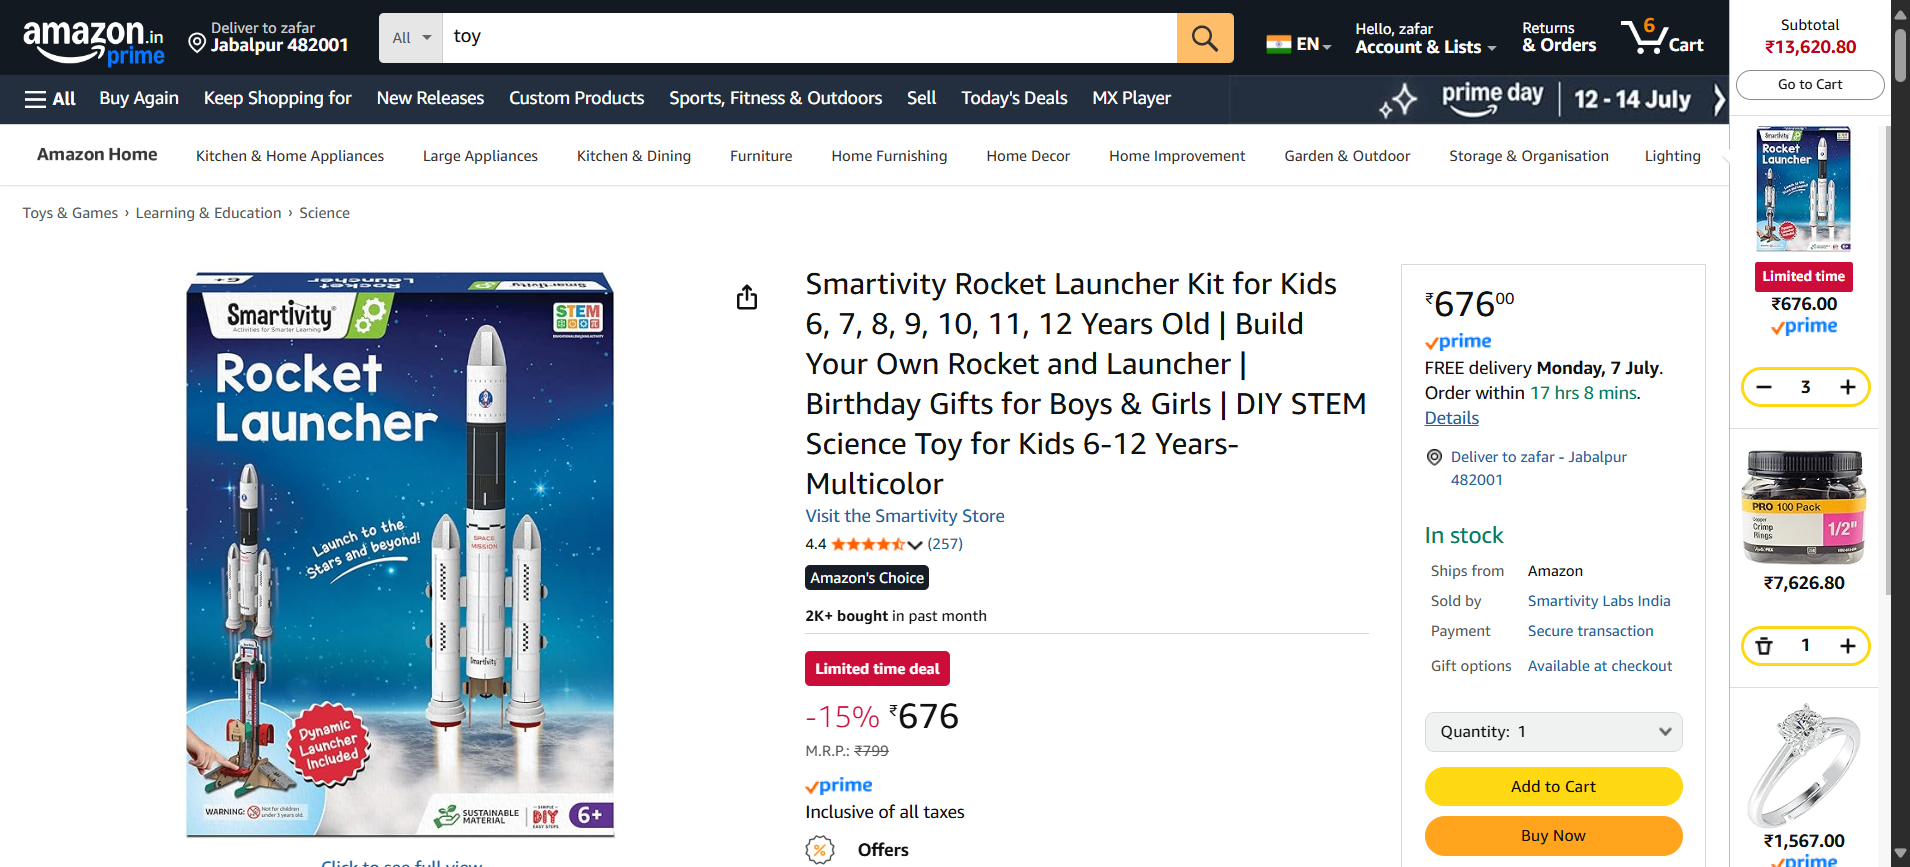 amazon.in
prime
Deliver to zafar
Jabalpur 482001
All
toy
EN
Hello, zafar
Account & Lists
Returns
& Orders
6
Cart
All
Buy Again
Keep Shopping for
New Releases
Custom Products
Sports, Fitness & Outdoors
Sell
Today's Deals
MX Player
prime day
12 - 14 July
Amazon Home
Kitchen & Home Appliances
Large Appliances
Kitchen & Dining
Furniture
Home Furnishing
Home Decor
Home Improvement
Garden & Outdoor
Storage & Organisation
Lighting
Toys & Games › Learning & Education › Science
6+
Rocket
Launcher
Smartivity
Smartivity
Activities for Smarter Learning
STEM
Rocket
Launcher
Launch to the
Stars and beyond!
SPACE
MISSION
Smartivity
Dynamic
Launcher
Included
WARNING:
Not for children
under 3 years old.
SUSTAINABLE
MATERIAL
SIMPLE
DIY
EASY STEPS
6+
Click to see full view
Smartivity Rocket Launcher Kit for Kids
6, 7, 8, 9, 10, 11, 12 Years Old | Build
Your Own Rocket and Launcher |
Birthday Gifts for Boys & Girls | DIY STEM
Science Toy for Kids 6-12 Years-
Multicolor
Visit the Smartivity Store
4.4
(257)
Amazon's Choice
2K+ bought in past month
Limited time deal
-15% ₹676
M.R.P.: ₹799
prime
Inclusive of all taxes
%
Offers
₹67600
prime
FREE delivery Monday, 7 July.
Order within 17 hrs 8 mins.
Details
Deliver to zafar - Jabalpur
482001
In stock
Ships from Amazon
Sold by Smartivity Labs India
Payment Secure transaction
Gift options Available at checkout
Quantity: 1
Add to Cart
Buy Now
Subtotal
₹13,620.80
Go to Cart
Smartivity
Rocket
Launcher
Limited time
₹676.00
prime
3
PRO 100 Pack
Copper
Crimp
Rings
1/2"
₹7,626.80
1
₹1,567.00
prime